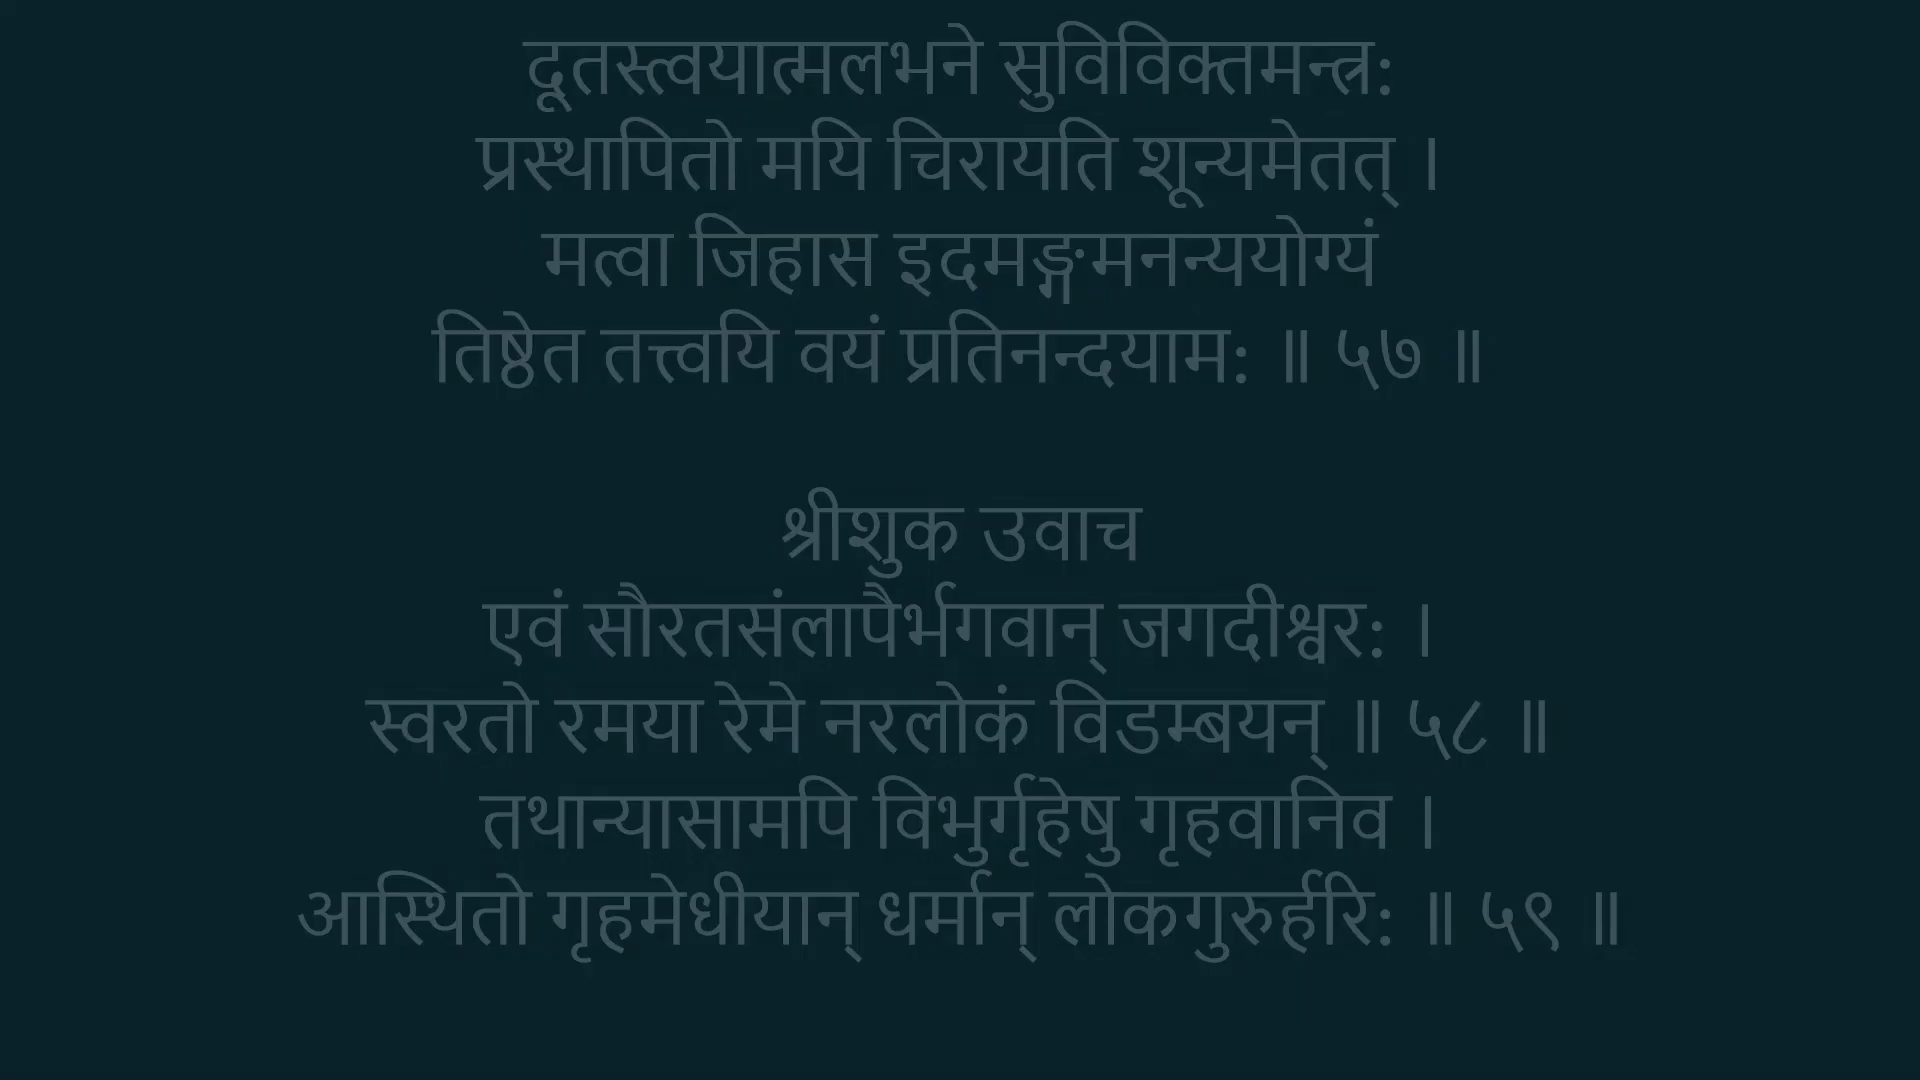 दूतस्त्वयात्मलभने सुविविक्तमन्त्रः
प्रस्थापितो मयि चिरायति शून्यमेतत् ।
मत्वा जिहास इदमङ्गमनन्ययोग्यं
तिष्ठेत तत्त्वयि वयं प्रतिनन्दयामः ॥ ५७ ॥
श्रीशुक उवाच
एवं सौरतसंलापैर्भगवान् जगदीश्वरः ।
स्वरतो रमया रेमे नरलोकं विडम्बयन् ॥ ५८ ॥
तथान्यासामपि विभुर्गृहेषु गृहवानिव ।
आस्थितो गृहमेधीयान् धर्मान् लोकगुरुर्हरिः ॥ ५९ ॥